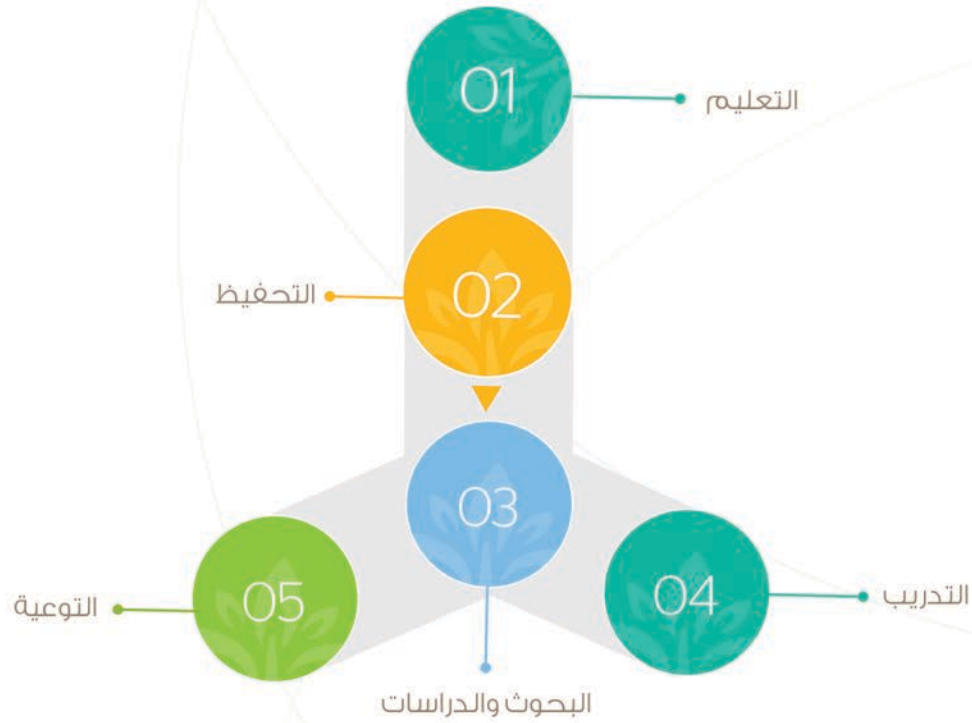 01
التعليم
02
التحفيظ
03
البحوث والدراسات
04
التدريب
05
التوعية